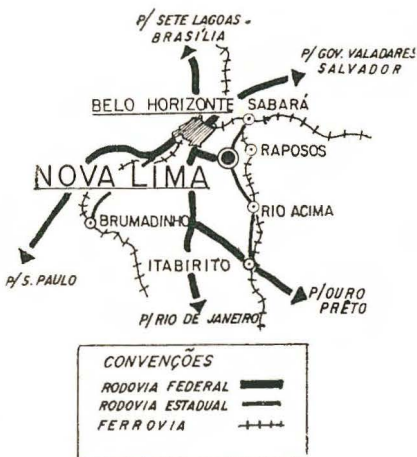 P/ SETE LAGOAS -
BRASÍLIA
P/GOV. VALADARES
SALVADOR
BELO HORIZONTE SABARÁ
RAPOSOS
NOVA LIMA
RIO ACIMA
BRUMADINHO
ITABIRITO
P/S. PAULO
P/OURO
PRÊTO
P/RIO DE JANEIRO
CONVENÇÕES
RODOVIA FEDERAL
RODOVIA ESTADUAL
FERROVIA